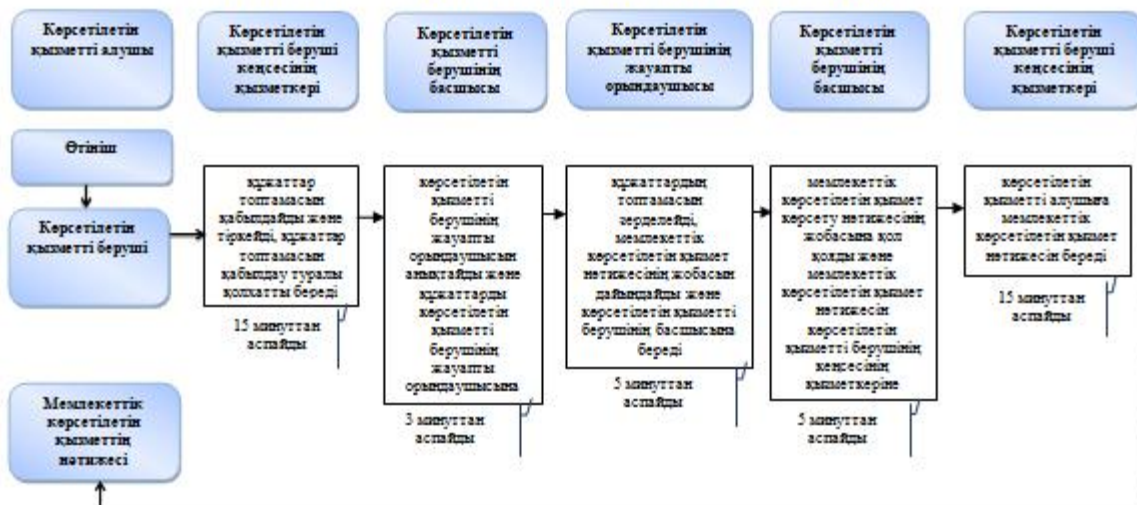 Көрсетілетін
қызметті алушы
Көрсетілетін
қызметті беруші
кеңсесінің
қызметкері
Көрсетілетін
қызметті
берушінің
басшысы
Көрсетілетін
қызметті берушінің
жауапты
орындаушысы
Көрсетілетін
қызметті
берушінің
басшысы
Көрсетілетін
қызметті беруші
кеңсесінің
қызметкері
Өтініш
Көрсетілетін
қызметті беруші
құжаттар
топтамасын
қабылдайды және
тіркейді, құжаттар
топтамасын
қабылдау туралы
қолхатты береді
15 минуттан
аспайды
көрсетілетін
қызметті
берушінің
жауапты
орындаушысын
анықтайды және
құжаттарды
көрсетілетін
қызметті
берушінің
жауапты
орындаушысына
3 минуттан
аспайды
құжаттардың
топтамасын
зерделейді,
мемлекеттік
көрсетілетін қызмет
нәтижесінің жобасын
дайындайды және
көрсетілетін қызметті
берушінің басшысына
береді
5 минуттан
аспайды
мемлекеттік
көрсетілетін қызмет
көрсету нәтижесінің
жобасына қол
қояды және
мемлекеттік
көрсетілетін қызмет
нәтижесін
көрсетілетін
қызметті берушінің
кеңсесінің
қызметкеріне
5 минуттан
аспайды
көрсетілетін
қызметті алушыға
мемлекеттік
көрсетілетін қызмет
нәтижесін береді
15 минуттан
аспайды
Мемлекеттік
көрсетілетін
қызметтің
нәтижесі